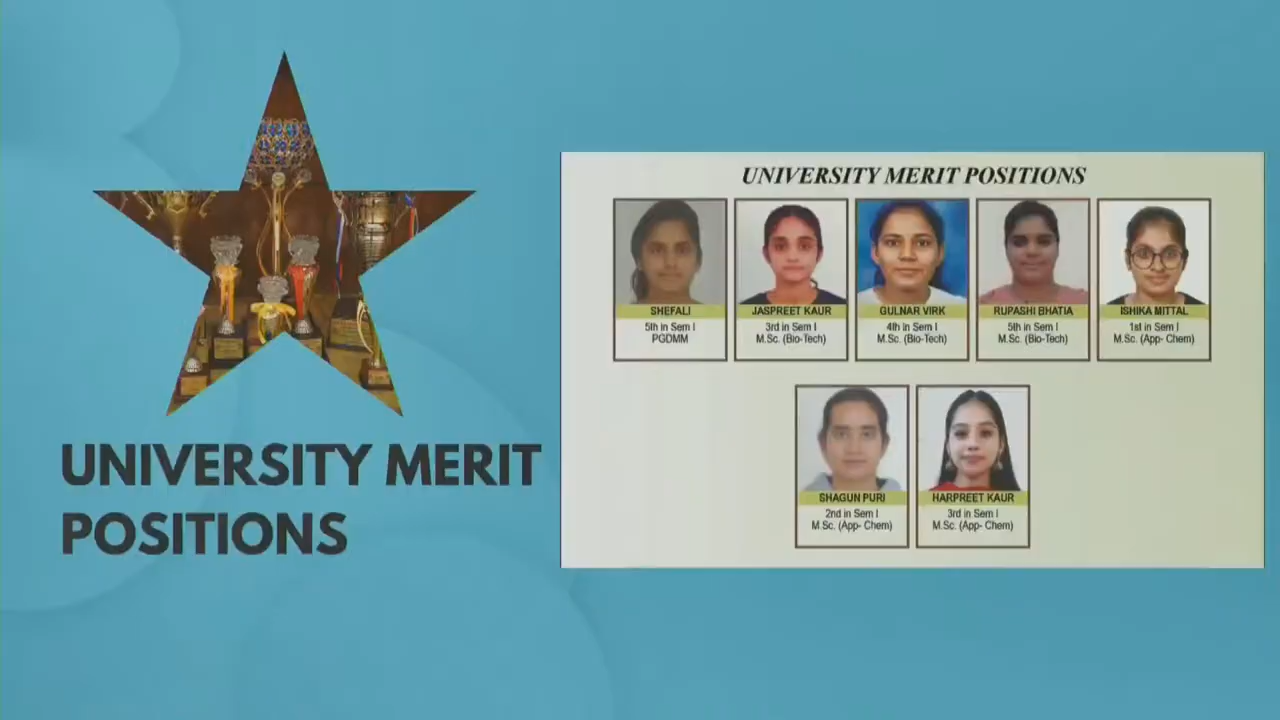 UNIVERSITY MERIT
POSITIONS
UNIVERSITY MERIT POSITIONS
SHEFALI
5th in Sem I
PGDMM
JASPREET KAUR
3rd in Sem I
M.Sc. (Bio-Tech)
GULNAR VIRK
4th in Sem I
M.Sc. (Bio-Tech)
RUPASHI BHATIA
5th in Sem I
M.Sc. (Bio-Tech)
ISHIKA MITTAL
1st in Sem I
M.Sc. (App- Chem)
SHAGUN PURI
2nd in Sem I
M.Sc. (App- Chem)
HARPREET KAUR
3rd in Sem I
M.Sc. (App- Chem)